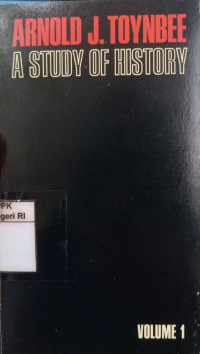 ARNOLD J. TOYNBEE
A STUDY OF HISTORY
PK
geri RI
VOLUME 1